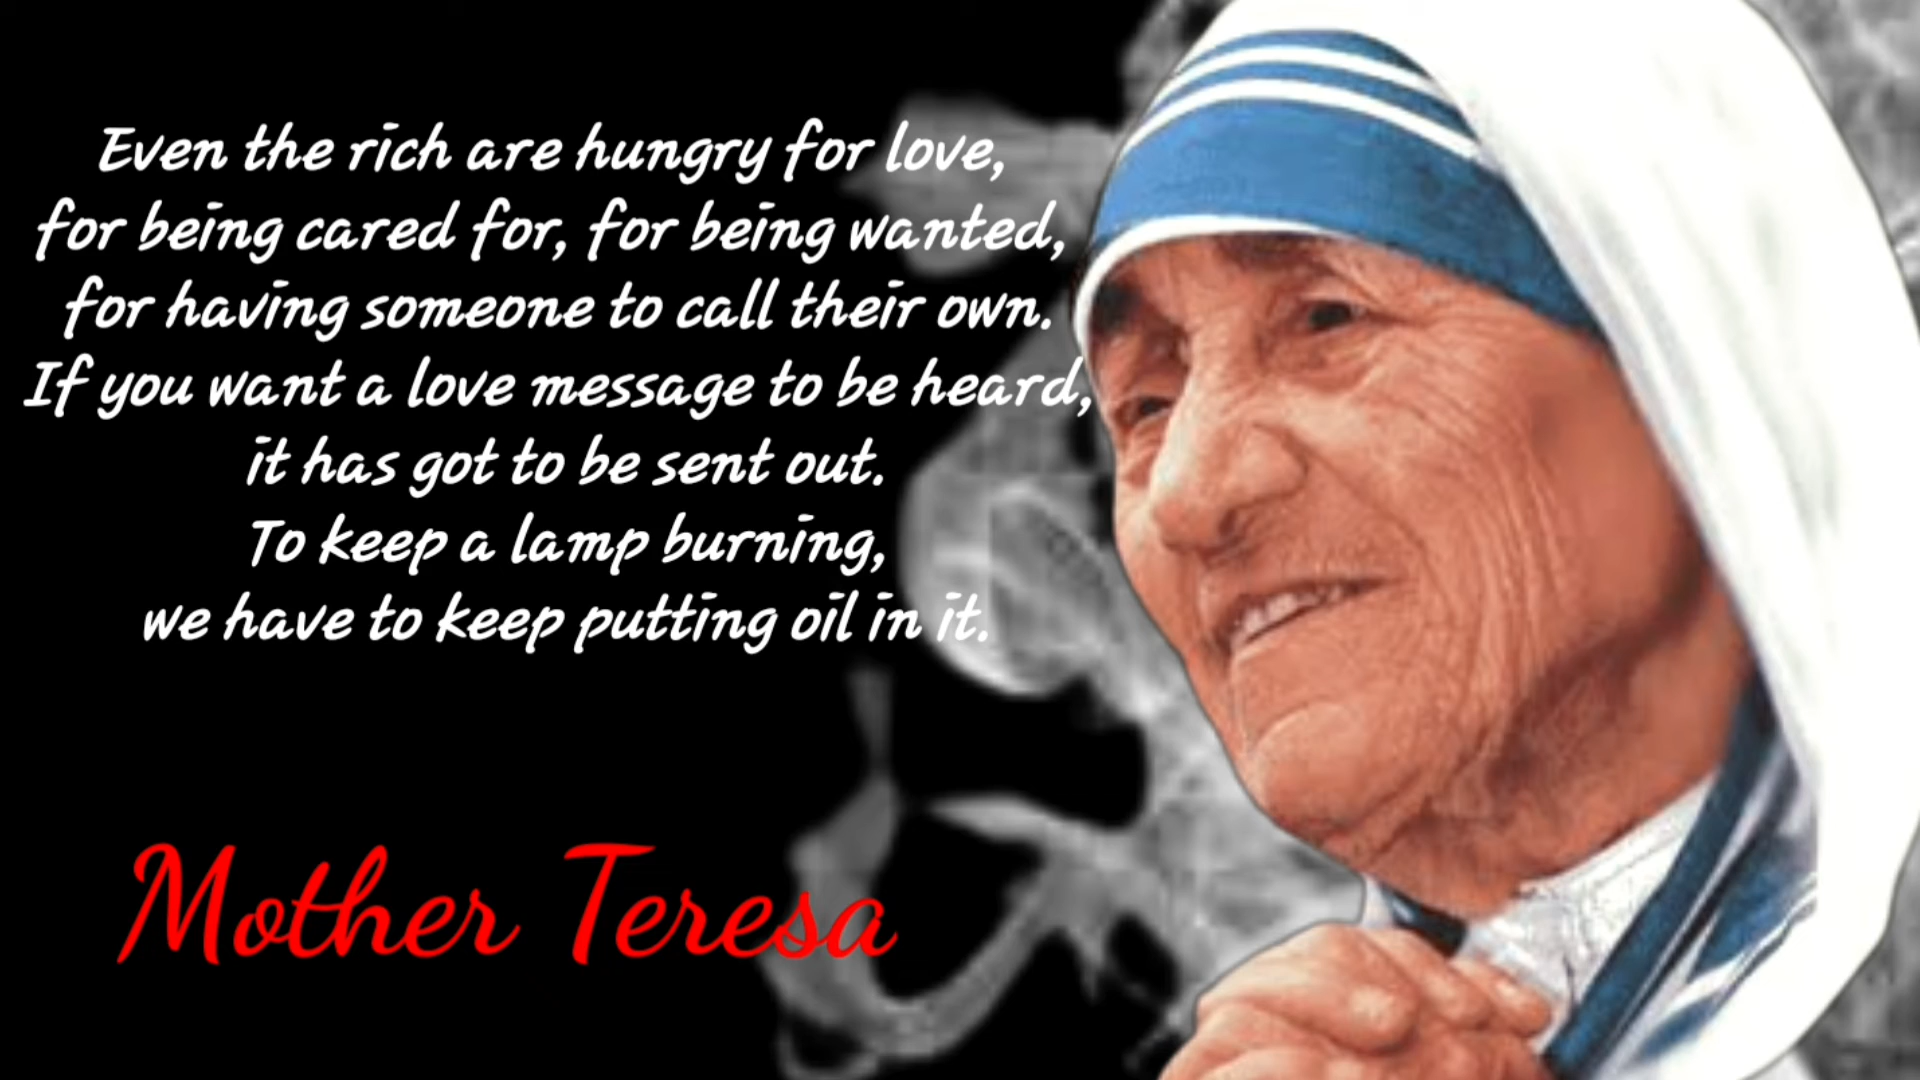 Even the rich are hungry for love,
for being cared for, for being wanted,
for having someone to call their own.
If you want a love message to be heard,
it has got to be sent out.
To keep a lamp burning,
we have to keep putting oil in it.
Mother Teresa